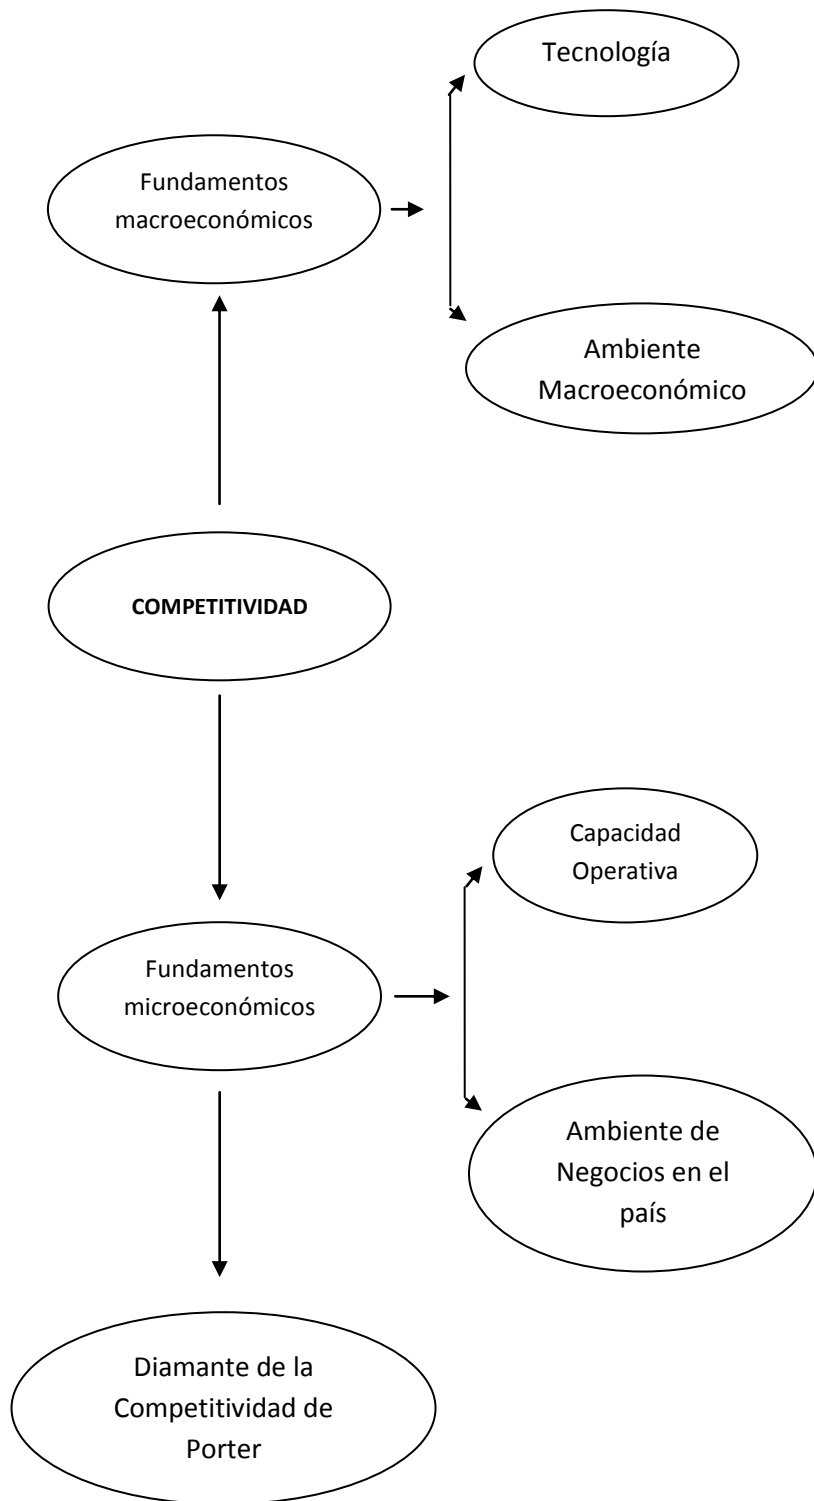 Tecnología
Fundamentos
macroeconómicos
Ambiente
Macroeconómico
COMPETITIVIDAD
Capacidad
Operativa
Fundamentos
microeconómicos
Ambiente de
Negocios en el
país
Diamante de la
Competitividad de
Porter